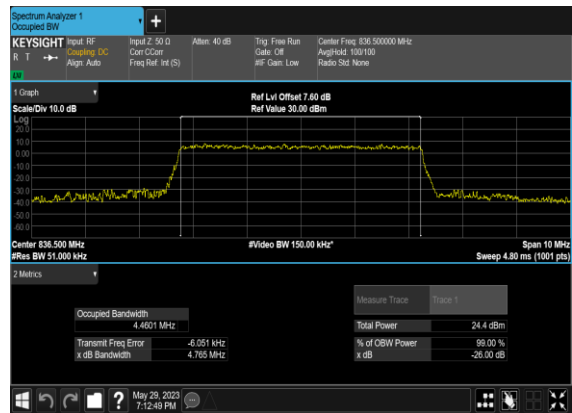 Spectrum Analyzer 1
Occupied BW
+
KEYSIGHT Input: RF Input Z: 50 Ω Atten: 40 dB Trig: Free Run Center Freq: 836.500000 MHz
R T Coupling: DC Corr CCorr Gate: Off Avg|Hold: 100/100
Align: Auto Freq Ref: Int (S) #IF Gain: Low Radio Std: None
1 Graph
Ref Lvl Offset 7.60 dB
Scale/Div 10.0 dB Ref Value 30.00 dBm
Log
20.0
10.0
0.00
-10.0
-20.0
-30.0
-40.0
-50.0
-60.0
Center 836.500 MHz #Video BW 150.00 kHz* Span 10 MHz
#Res BW 51.000 kHz Sweep 4.80 ms (1001 pts)
2 Metrics
Measure Trace Trace 1
Occupied Bandwidth
4.4601 MHz Total Power 24.4 dBm
Transmit Freq Error -6.051 kHz % of OBW Power 99.00 %
x dB Bandwidth 4.765 MHz x dB -26.00 dB
? May 29, 2023
7:12:49 PM